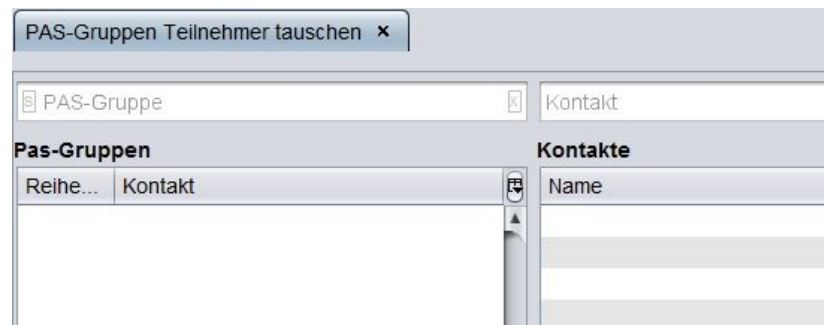 PAS-Gruppen Teilnehmer tauschen ×
S PAS-Gruppe X Kontakt
Pas-Gruppen Kontakte
Reihe... Kontakt Name